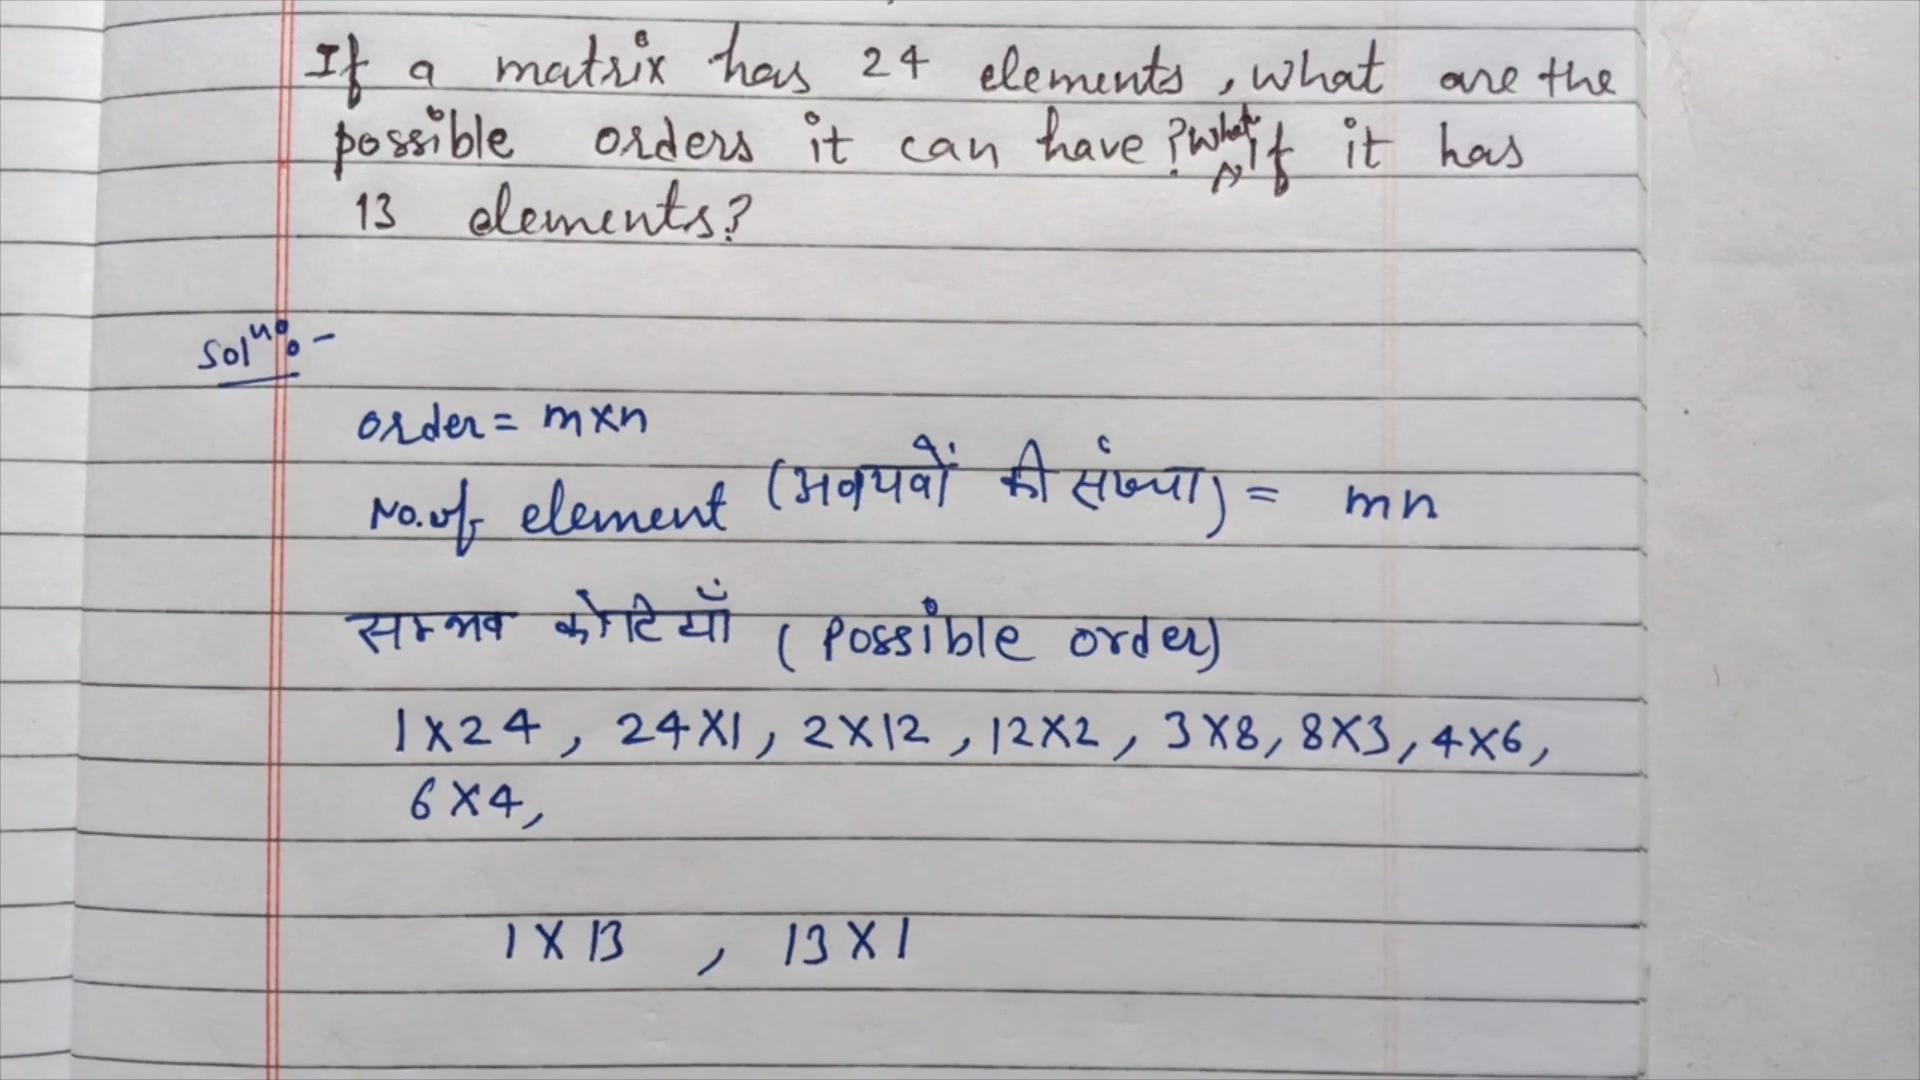 If a matrix has 24 elements, what are the
possible orders it can have? what if it has
13 elements?
Solⁿ:-
order = m×n
No. of element (अवयवों की संख्या) = mn
सम्भव कोटियाँ (possible order)
1×24, 24×1, 2×12, 12×2, 3×8, 8×3, 4×6,
6×4,
1×13, 13×1